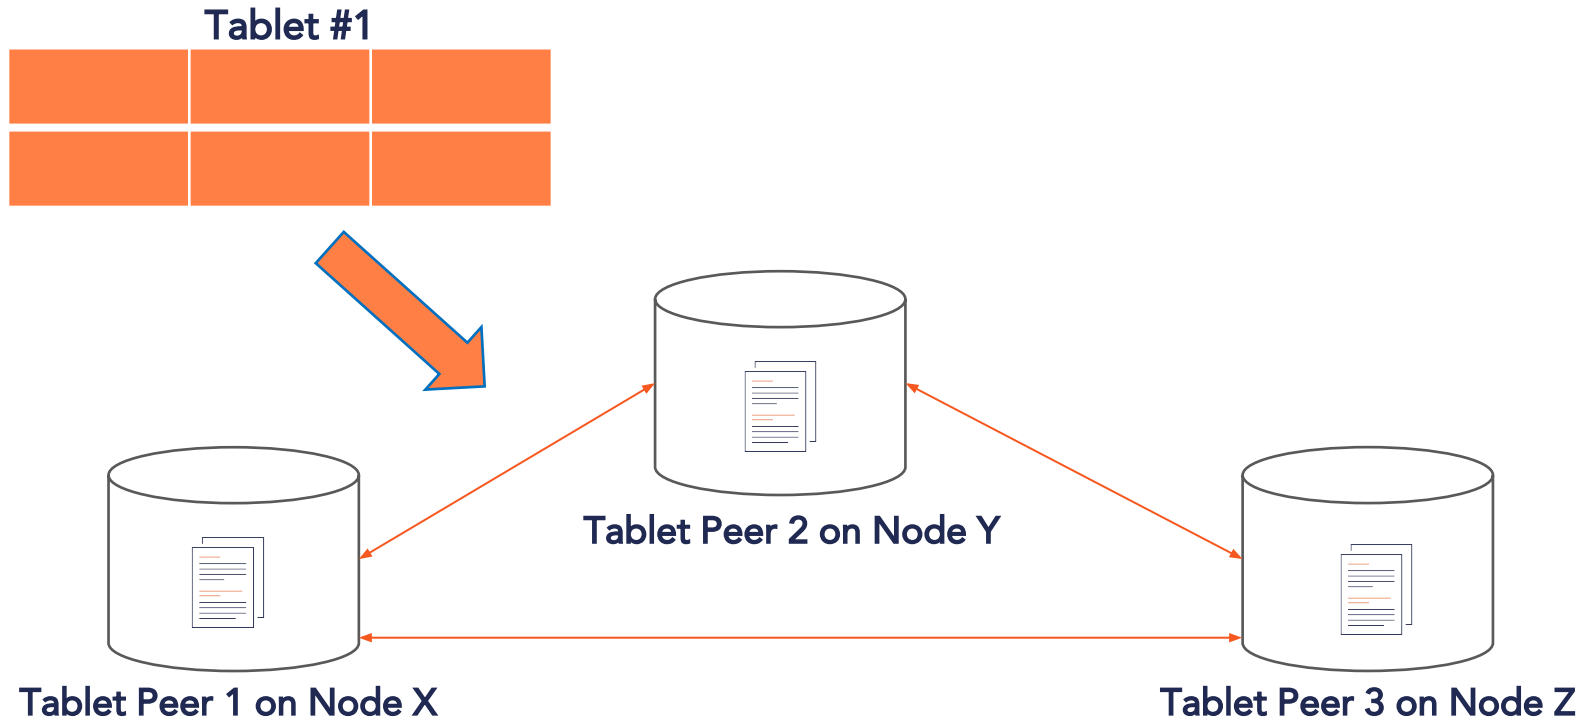 Tablet #1
Tablet Peer 2 on Node Y
Tablet Peer 1 on Node X
Tablet Peer 3 on Node Z